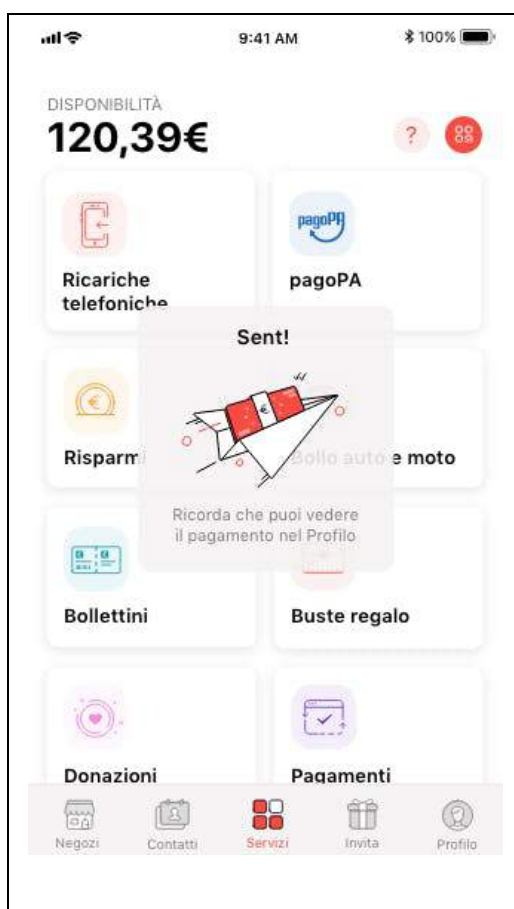 9:41 AM
100%
DISPONIBILITÀ
120,39€
?
Ricariche
telefoniche
pagoPA
pagoPA
Sent!
€
€
Risparmi
Bollo auto e moto
Ricorda che puoi vedere
il pagamento nel Profilo
Bollettini
Buste regalo
Donazioni
Pagamenti
Negozi
Contatti
Servizi
Invita
Profilo